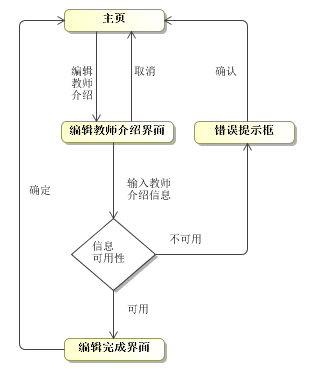 主页
编辑
教师
介绍
取消
确认
编辑教师介绍界面
错误提示框
确定
输入教师
介绍信息
信息
可用性
不可用
可用
编辑完成界面